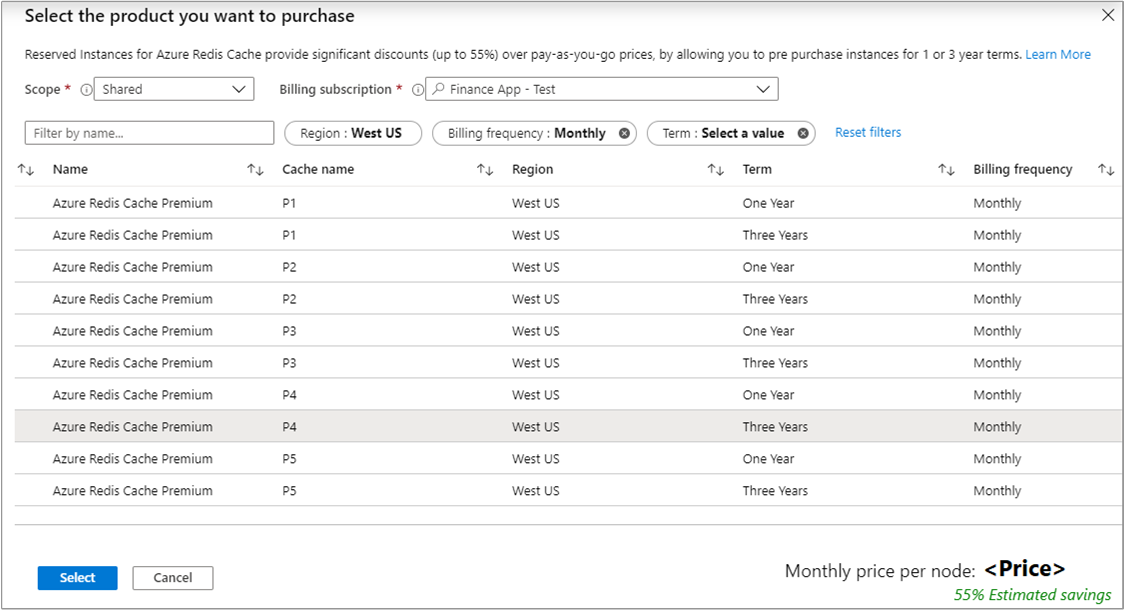 Select the product you want to purchase
Reserved Instances for Azure Redis Cache provide significant discounts (up to 55%) over pay-as-you-go prices, by allowing you to pre purchase instances for 1 or 3 year terms. Learn More
Scope * Shared Billing subscription * Finance App - Test
Filter by name... Region : West US Billing frequency : Monthly Term : Select a value Reset filters
Name Cache name Region Term Billing frequency
Azure Redis Cache Premium P1 West US One Year Monthly
Azure Redis Cache Premium P1 West US Three Years Monthly
Azure Redis Cache Premium P2 West US One Year Monthly
Azure Redis Cache Premium P2 West US Three Years Monthly
Azure Redis Cache Premium P3 West US One Year Monthly
Azure Redis Cache Premium P3 West US Three Years Monthly
Azure Redis Cache Premium P4 West US One Year Monthly
Azure Redis Cache Premium P4 West US Three Years Monthly
Azure Redis Cache Premium P5 West US One Year Monthly
Azure Redis Cache Premium P5 West US Three Years Monthly
Select Cancel Monthly price per node: <Price>
55% Estimated savings